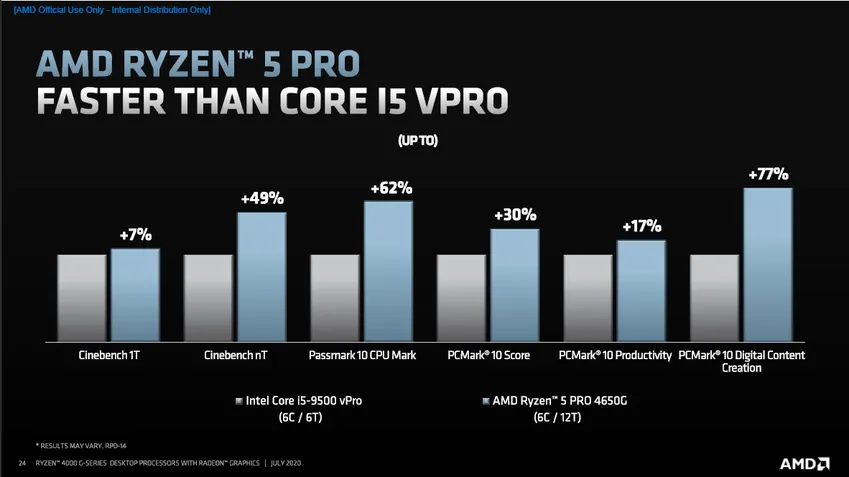 [AMD Official Use Only - Internal Distribution Only]
AMD RYZEN™ 5 PRO
FASTER THAN CORE I5 VPRO
(UP TO)
+7%
+49%
+62%
+30%
+17%
+77%
Cinebench 1T
Cinebench nT
Passmark 10 CPU Mark
PCMark® 10 Score
PCMark® 10 Productivity
PCMark® 10 Digital Content
Creation
Intel Core i5-9500 vPro
(6C / 6T)
AMD Ryzen™ 5 PRO 4650G
(6C / 12T)
* RESULTS MAY VARY. RPD-14
24 RYZEN™ 4000 G-SERIES DESKTOP PROCESSORS WITH RADEON™ GRAPHICS | JULY 2020
AMD